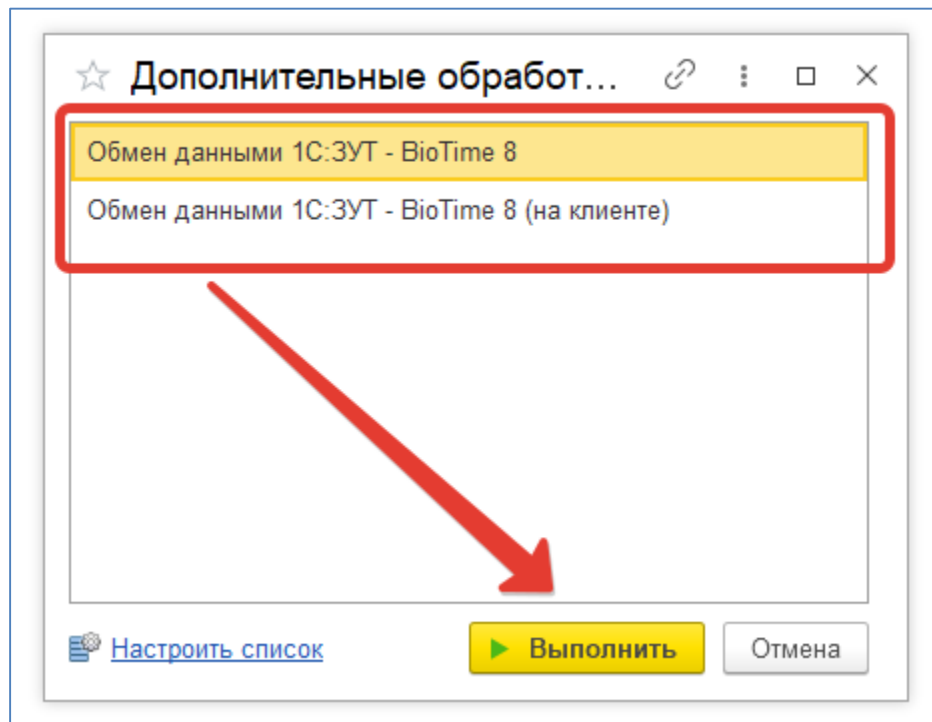 Дополнительные обработ...
Обмен данными 1С:ЗУТ - BioTime 8
Обмен данными 1С:ЗУТ - BioTime 8 (на клиенте)
Настроить список
Выполнить
Отмена